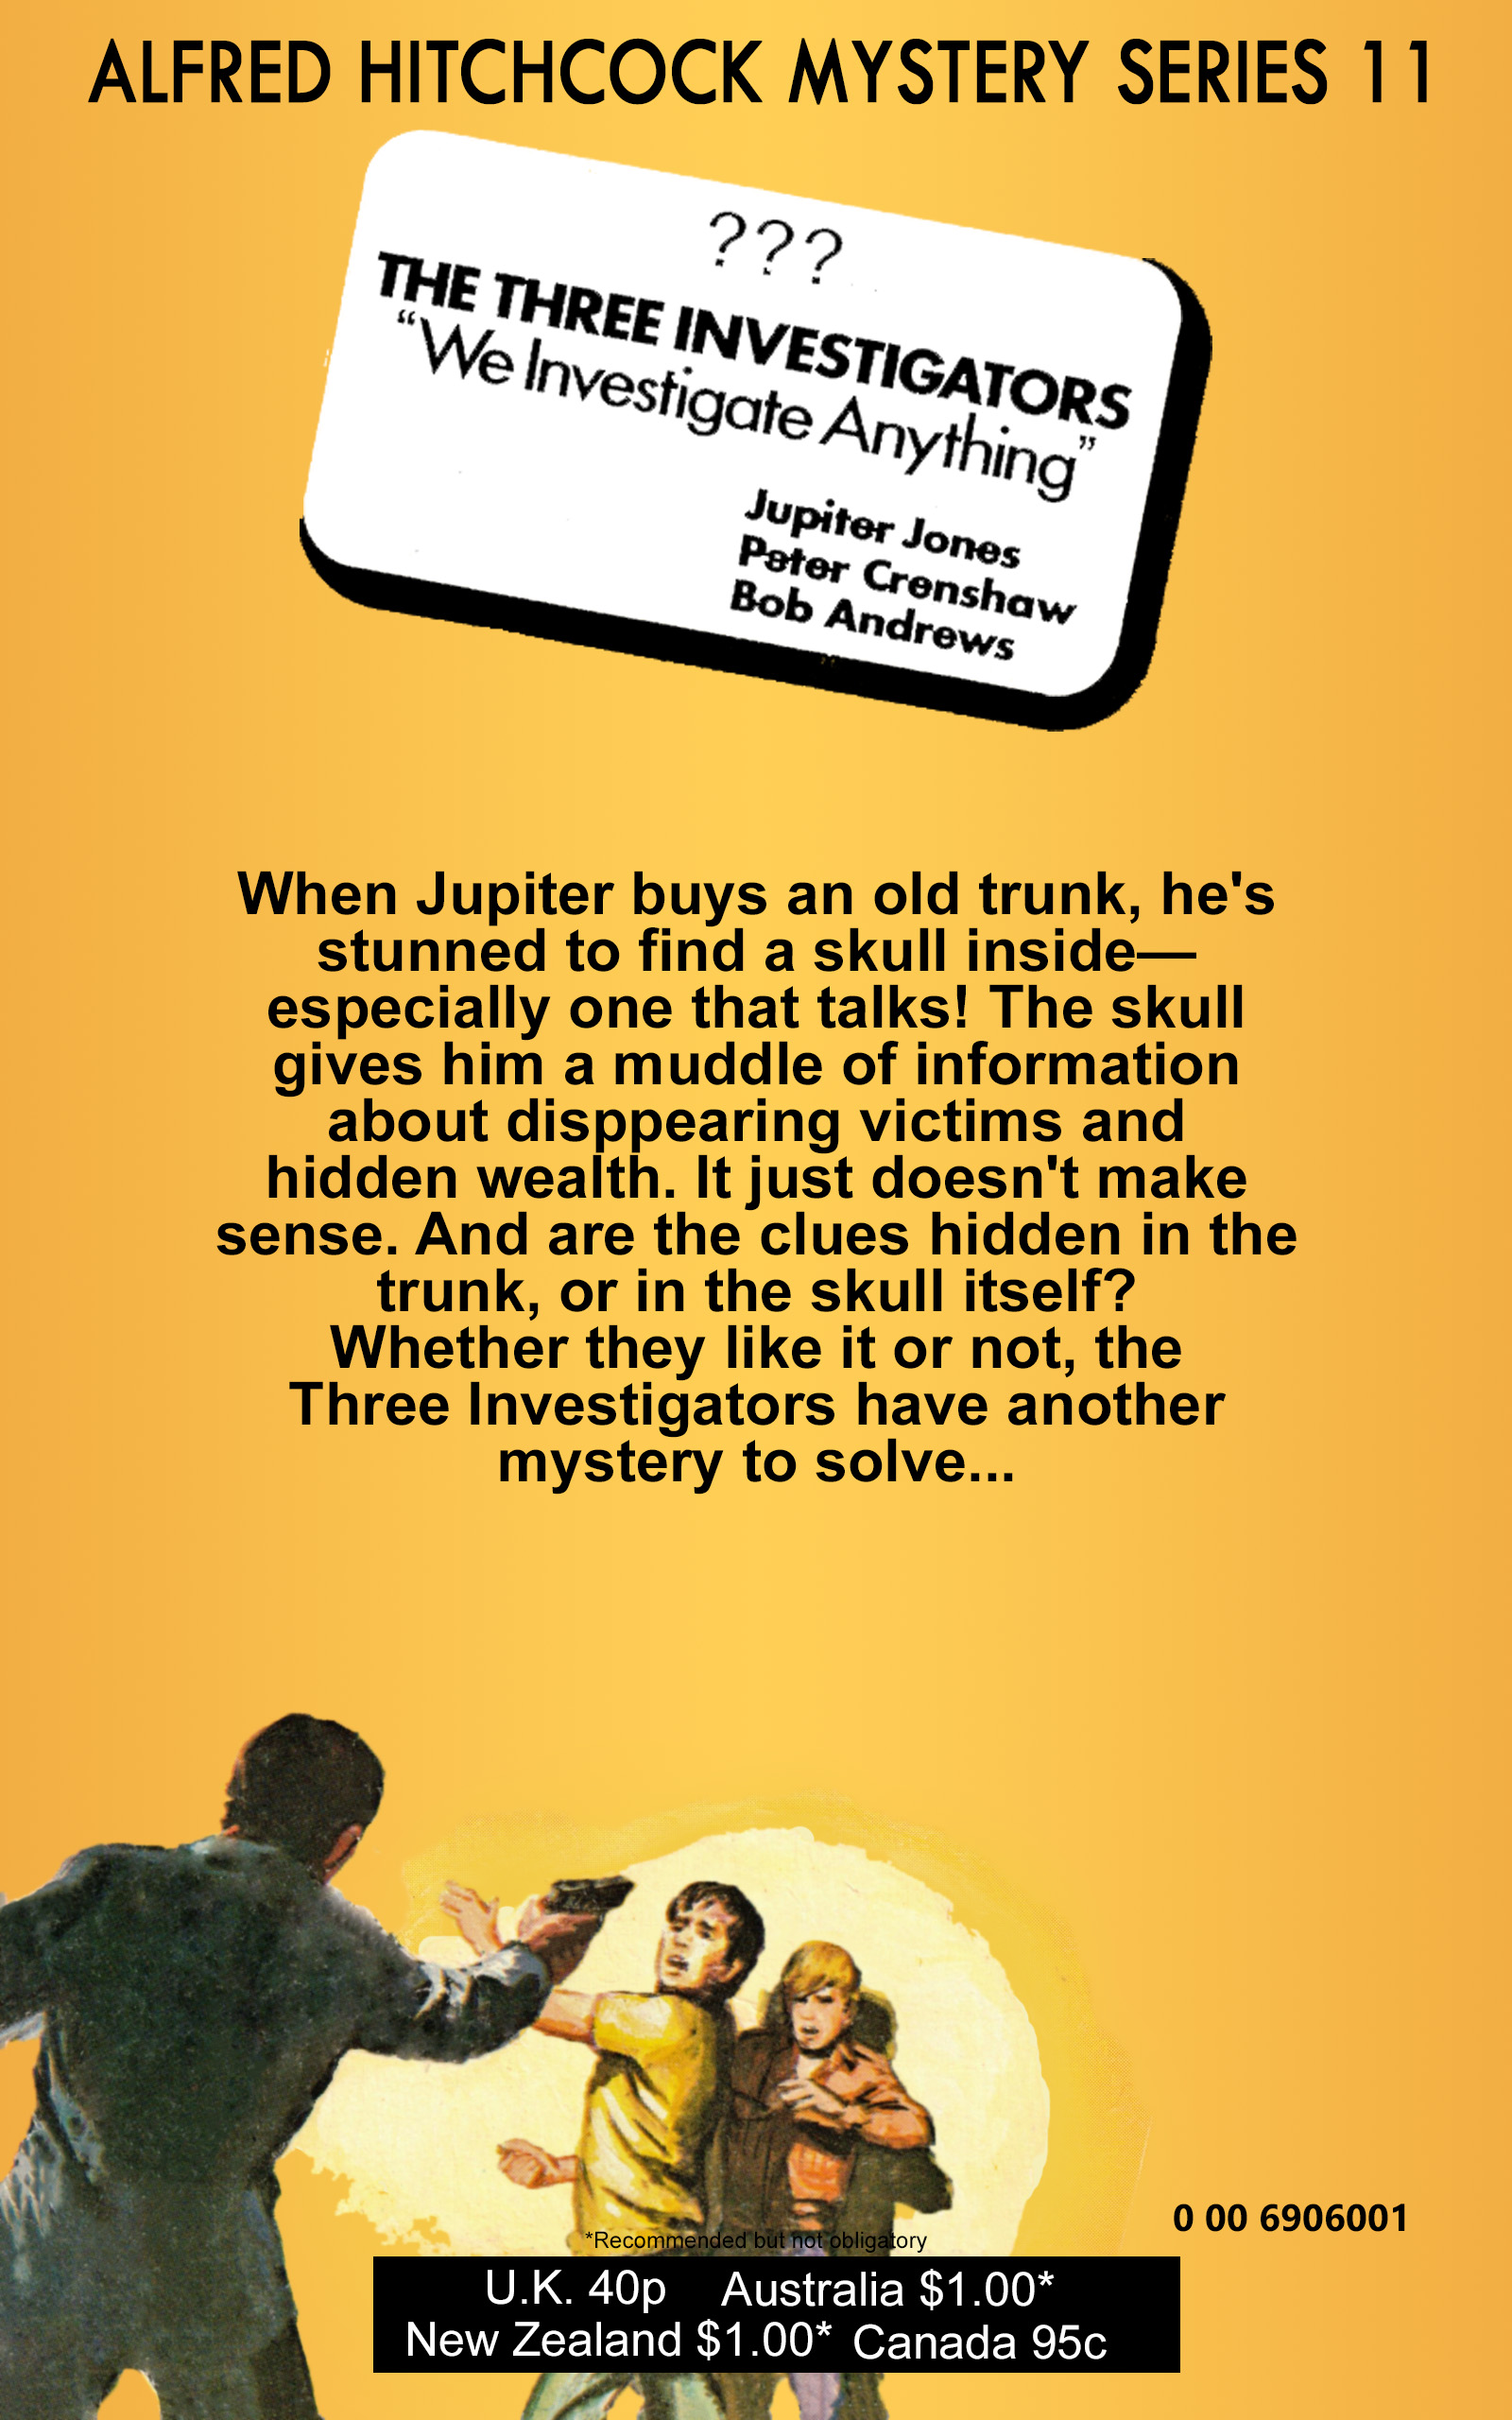 ALFRED HITCHCOCK MYSTERY SERIES 11
???
THE THREE INVESTIGATORS
“We Investigate Anything”
Jupiter Jones
Peter Crenshaw
Bob Andrews
When Jupiter buys an old trunk, he's
stunned to find a skull inside—
especially one that talks! The skull
gives him a muddle of information
about disppearing victims and
hidden wealth. It just doesn't make
sense. And are the clues hidden in the
trunk, or in the skull itself?
Whether they like it or not, the
Three Investigators have another
mystery to solve...
0 00 6906001
*Recommended but not obligatory
U.K. 40p Australia $1.00*
New Zealand $1.00* Canada 95c